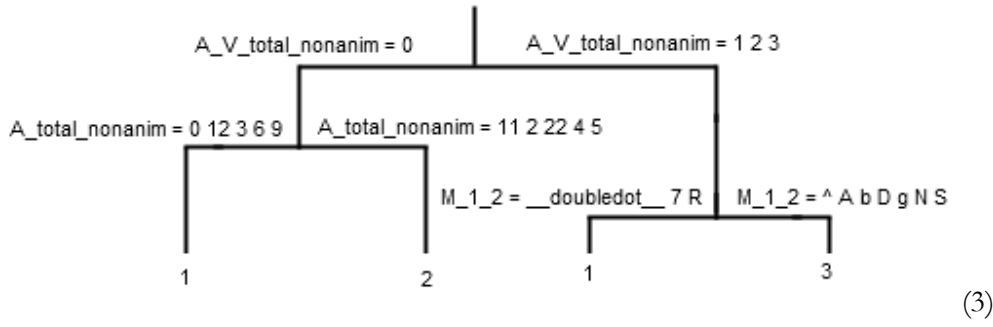 A_V_total_nonanim = 0 A_V_total_nonanim = 1 2 3
A_total_nonanim = 0 12 3 6 9 A_total_nonanim = 11 2 22 4 5
M_1_2 = __doubledot__ 7 R M_1_2 = ^ A b D g N S
1 2 1 3
(3)